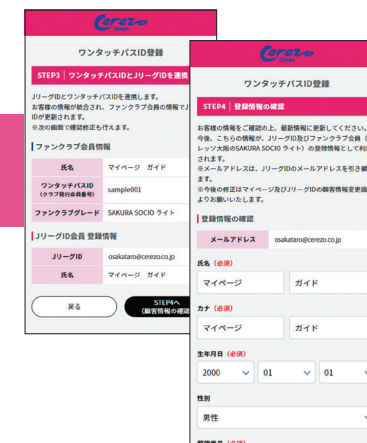 Cerezo
OSAKA
ワンタッチパスID登録
STEP3 | ワンタッチパスIDとJリーグIDを連携
JリーグIDとワンタッチパスIDを連携します。
お客様の情報が統合され、ファンクラブ会員の情報でJ
IDが更新されます。
※次の画面で確認修正も行えます。
ファンクラブ会員情報
氏名 マイページ ガイド
ワンタッチパスID
(クラブ発行会員番号) sample001
ファンクラブグレード SAKURA SOCIO ライト
JリーグID会員 登録情報
JリーグID osakataro@cerezo.co.jp
氏名 マイページ ガイド
戻る
STEP4へ
(顧客情報の確認
Cerezo
OSAKA
ワンタッチパスID登録
STEP4 | 登録情報の確認
お客様の情報をご確認の上、最新情報に更新してください。
今後、こちらの情報が、JリーグID及びファンクラブ会員(
レッソ大阪のSAKURA SOCIO ライト)の登録情報として利用
されます。
※メールアドレスは、JリーグIDのメールアドレスを引き継
ます。
※今後の修正はマイページ及びJリーグIDの顧客情報変更画
よりお願いいたします。
登録情報の確認
メールアドレス osakataro@cerezo.co.jp
氏名 (必須)
マイページ ガイド
カナ (必須)
マイページ ガイド
生年月日 (必須)
2000 01 01
性別
男性